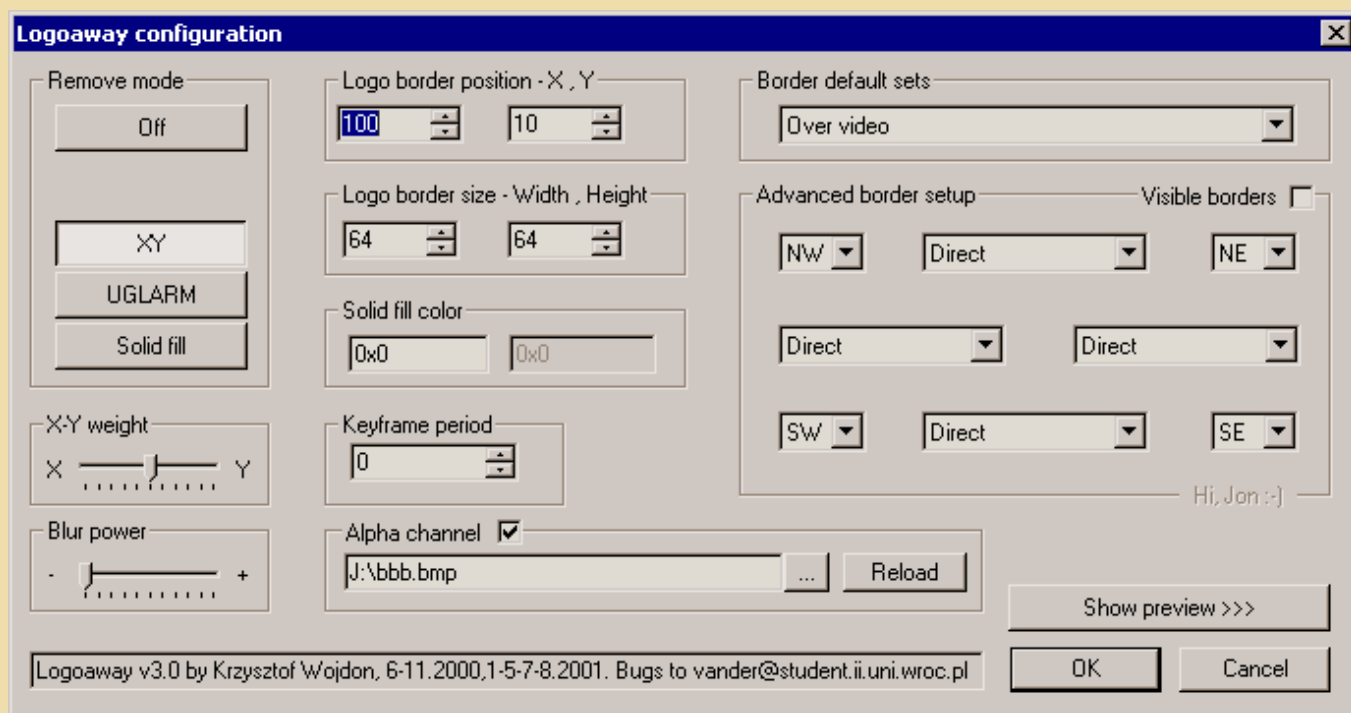 Logoaway configuration
Remove mode
Off
XY
UGLARM
Solid fill
X-Y weight
X Y
Blur power
- +
Logo border position - X , Y
100 10
Logo border size - Width , Height
64 64
Solid fill color
0x0 0x0
Keyframe period
0
Alpha channel
J:\bbb.bmp ... Reload
Border default sets
Over video
Advanced border setup Visible borders
NW Direct NE
Direct Direct
SW Direct SE
Hi, Jon :-)
Show preview >>>
Logoaway v3.0 by Krzysztof Wojdon, 6-11.2000,1-5-7-8.2001. Bugs to vander@student.ii.uni.wroc.pl
OK Cancel